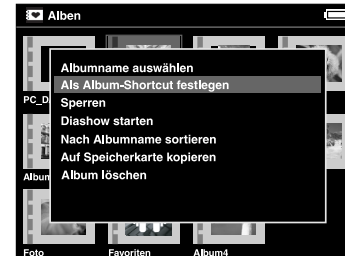 Alben
Albumname auswählen
Als Album-Shortcut festlegen
Sperren
Diashow starten
Nach Albumname sortieren
Auf Speicherkarte kopieren
Album löschen
PC_D
Album
Foto
Favoriten
Album4